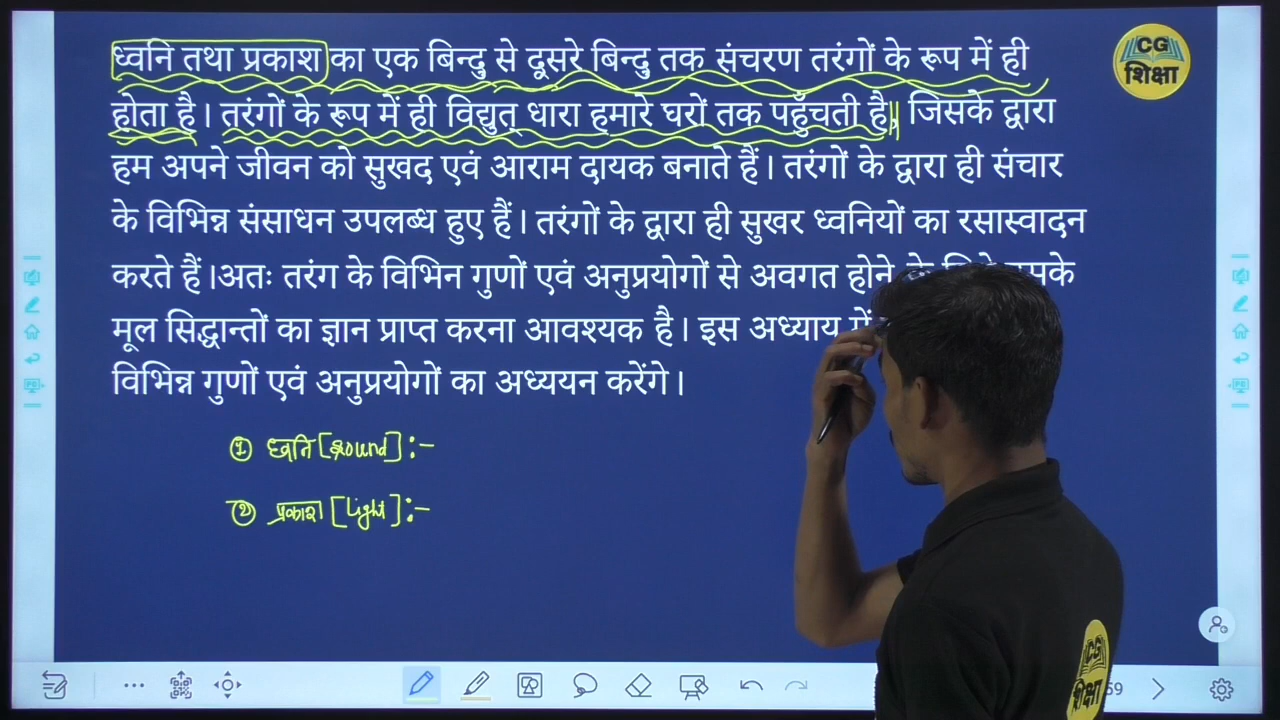 ध्वनि तथा प्रकाश का एक बिन्दु से दूसरे बिन्दु तक संचरण तरंगों के रूप में ही
होता है। तरंगों के रूप में ही विद्युत् धारा हमारे घरों तक पहुँचती है, जिसके द्वारा
हम अपने जीवन को सुखद एवं आराम दायक बनाते हैं। तरंगों के द्वारा ही संचार
के विभिन्न संसाधन उपलब्ध हुए हैं। तरंगों के द्वारा ही सुखर ध्वनियों का रसास्वादन
करते हैं।अतः तरंग के विभिन गुणों एवं अनुप्रयोगों से अवगत होने
मूल सिद्धान्तों का ज्ञान प्राप्त करना आवश्यक है। इस अध्याय में
विभिन्न गुणों एवं अनुप्रयोगों का अध्ययन करेंगे।
① ध्वनि [sound] :-
② प्रकाश [light] :-
CG
शिक्षा
CG
शिक्षा
59